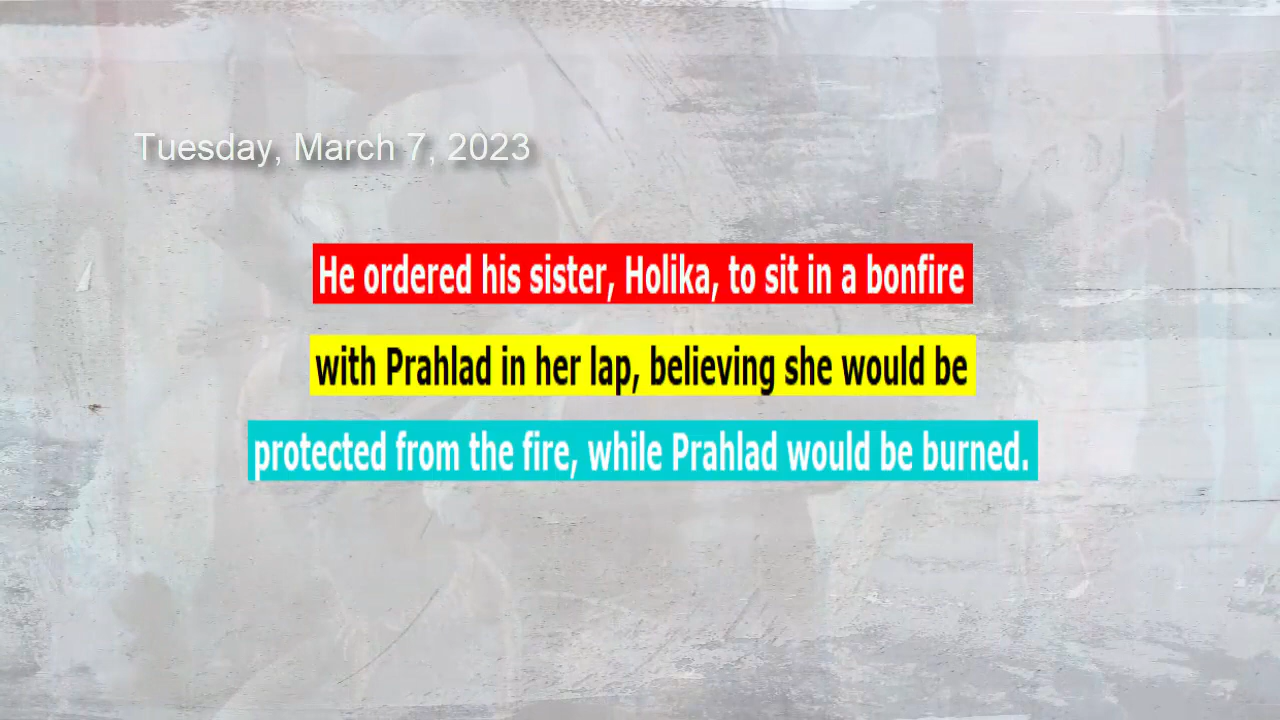 Tuesday, March 7, 2023
He ordered his sister, Holika, to sit in a bonfire
with Prahlad in her lap, believing she would be
protected from the fire, while Prahlad would be burned.